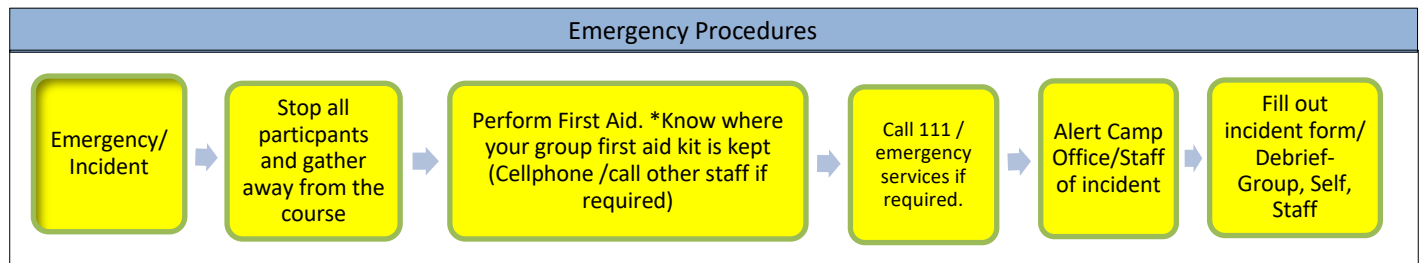 Emergency Procedures
Emergency/
Incident
Stop all
particpants
and gather
away from the
course
Perform First Aid. *Know where
your group first aid kit is kept
(Cellphone /call other staff if
required)
Call 111 /
emergency
services if
required.
Alert Camp
Office/Staff
of incident
Fill out
incident form/
Debrief-
Group, Self,
Staff